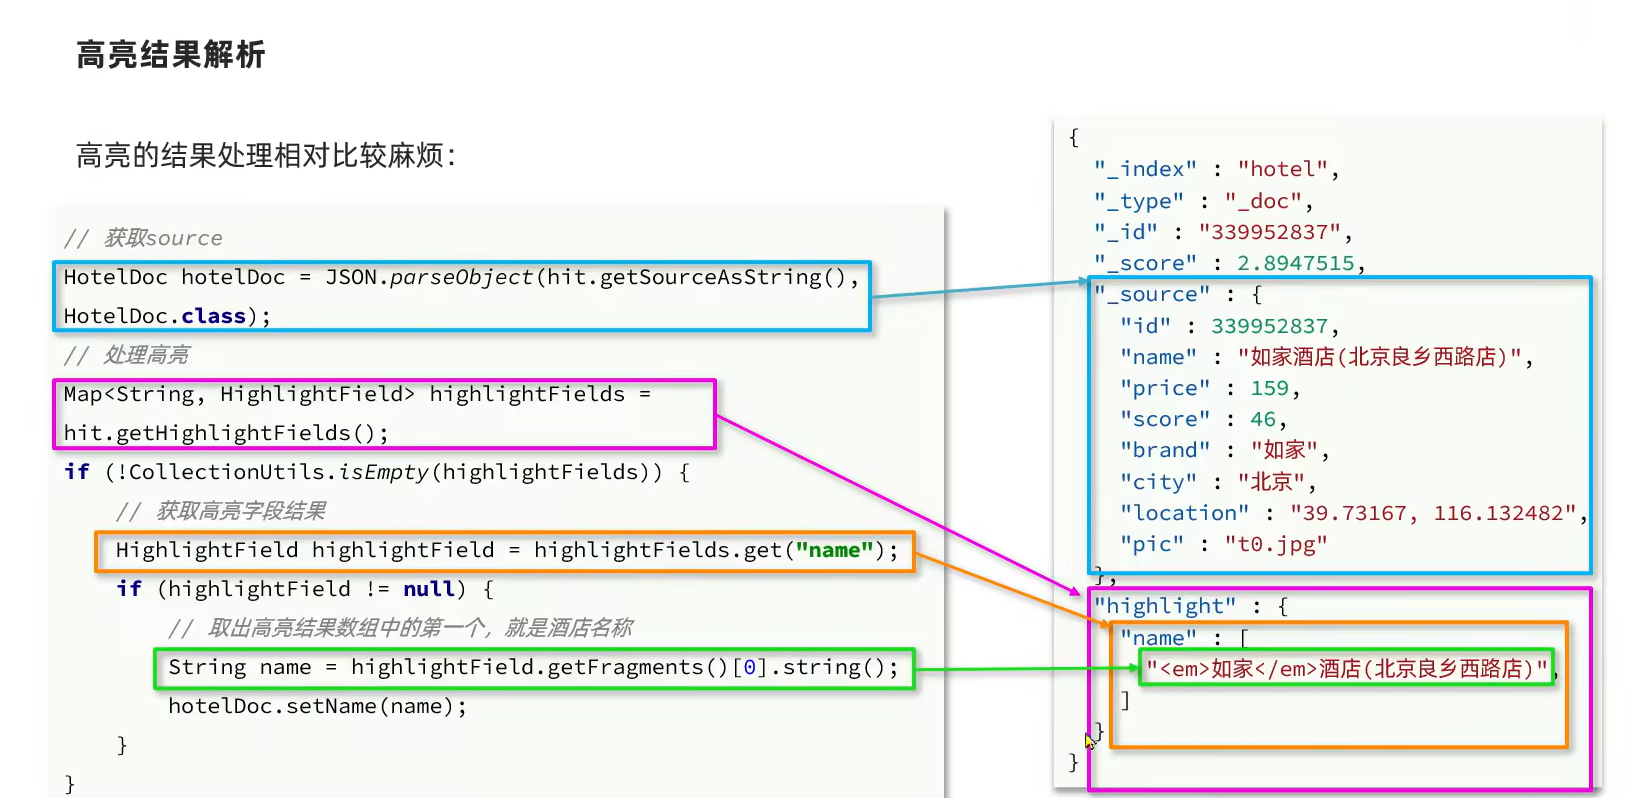 高亮结果解析
高亮的结果处理相对比较麻烦：
// 获取source
HotelDoc hotelDoc = JSON.parseObject(hit.getSourceAsString(),
HotelDoc.class);
// 处理高亮
Map<String, HighlightField> highlightFields =
hit.getHighlightFields();
if (!CollectionUtils.isEmpty(highlightFields)) {
// 获取高亮字段结果
HighlightField highlightField = highlightFields.get("name");
if (highlightField != null) {
// 取出高亮结果数组中的第一个，就是酒店名称
String name = highlightField.getFragments()[0].string();
hotelDoc.setName(name);
}
}
{
"_index" : "hotel",
"_type" : "_doc",
"_id" : "339952837",
"_score" : 2.8947515,
"_source" : {
"id" : 339952837,
"name" : "如家酒店(北京良乡西路店)",
"price" : 159,
"score" : 46,
"brand" : "如家",
"city" : "北京",
"location" : "39.73167, 116.132482",
"pic" : "t0.jpg"
},
"highlight" : {
"name" : [
"<em>如家</em>酒店(北京良乡西路店)",
]
}
}